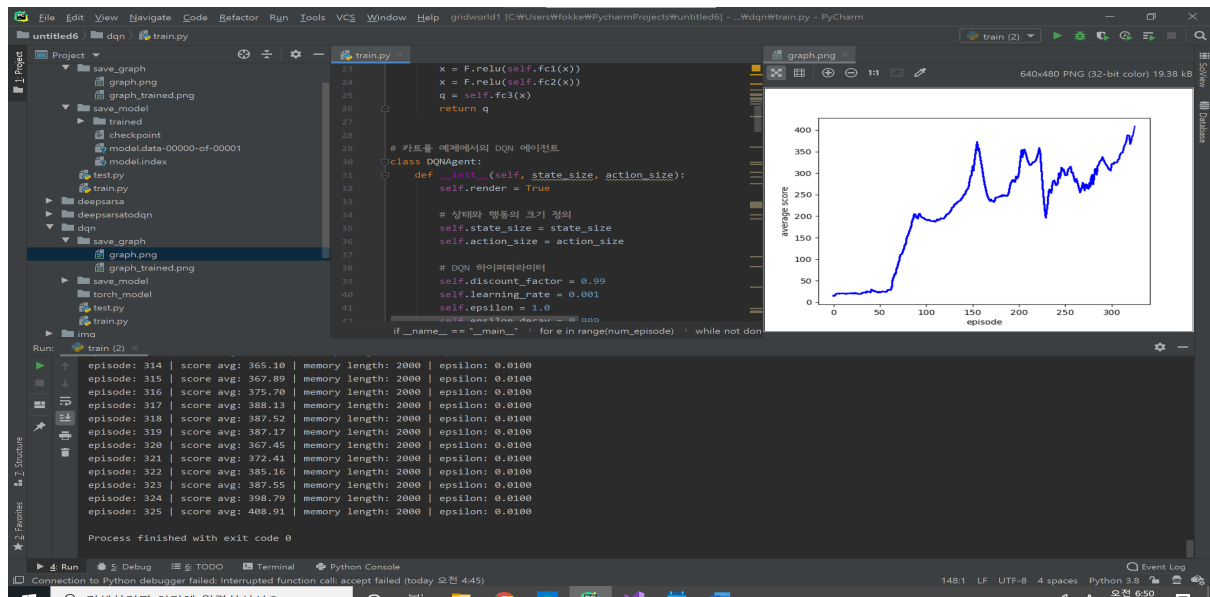 File Edit View Navigate Code Refactor Run Tools VCS Window Help gridworld1 [C:₩Users₩fokke₩PycharmProjects₩untitled6] - ...₩dqn₩train.py - PyCharm
untitled6 dqn train.py
train (2)
1: Project
Project
save_graph
graph.png
graph_trained.png
save_model
trained
checkpoint
model.data-00000-of-00001
model.index
test.py
train.py
deepsarsa
deepsarsatodqn
dqn
save_graph
graph.png
graph_trained.png
save_model
torch_model
test.py
train.py
img
train.py
23 x = F.relu(self.fc1(x))
24 x = F.relu(self.fc2(x))
25 q = self.fc3(x)
26 return q
27
28
29 # 카트폴 예제에서의 DQN 에이전트
30 class DQNAgent:
31 def __init__(self, state_size, action_size):
32 self.render = True
33
34 # 상태와 행동의 크기 정의
35 self.state_size = state_size
36 self.action_size = action_size
37
38 # DQN 하이퍼파라미터
39 self.discount_factor = 0.99
40 self.learning_rate = 0.001
41 self.epsilon = 1.0
42 self.epsilon_decay = 0.999
if __name__ == "__main__" for e in range(num_episode) while not don
graph.png
1:1
640x480 PNG (32-bit color) 19.38 kB
400
350
300
250
200
150
100
50
0
average score
0 50 100 150 200 250 300
episode
SciView
Database
Run: train (2)
episode: 314 | score avg: 365.10 | memory length: 2000 | epsilon: 0.0100
episode: 315 | score avg: 367.89 | memory length: 2000 | epsilon: 0.0100
episode: 316 | score avg: 375.70 | memory length: 2000 | epsilon: 0.0100
episode: 317 | score avg: 388.13 | memory length: 2000 | epsilon: 0.0100
episode: 318 | score avg: 387.52 | memory length: 2000 | epsilon: 0.0100
episode: 319 | score avg: 387.17 | memory length: 2000 | epsilon: 0.0100
episode: 320 | score avg: 367.45 | memory length: 2000 | epsilon: 0.0100
episode: 321 | score avg: 372.41 | memory length: 2000 | epsilon: 0.0100
episode: 322 | score avg: 385.16 | memory length: 2000 | epsilon: 0.0100
episode: 323 | score avg: 387.55 | memory length: 2000 | epsilon: 0.0100
episode: 324 | score avg: 398.79 | memory length: 2000 | epsilon: 0.0100
episode: 325 | score avg: 408.91 | memory length: 2000 | epsilon: 0.0100
Process finished with exit code 0
Z: Structure
2: Favorites
4: Run 5: Debug 6: TODO Terminal Python Console
Event Log
Connection to Python debugger failed: Interrupted function call: accept failed (today 오전 4:45)
148:1 LF UTF-8 4 spaces Python 3.8
오전 6:50